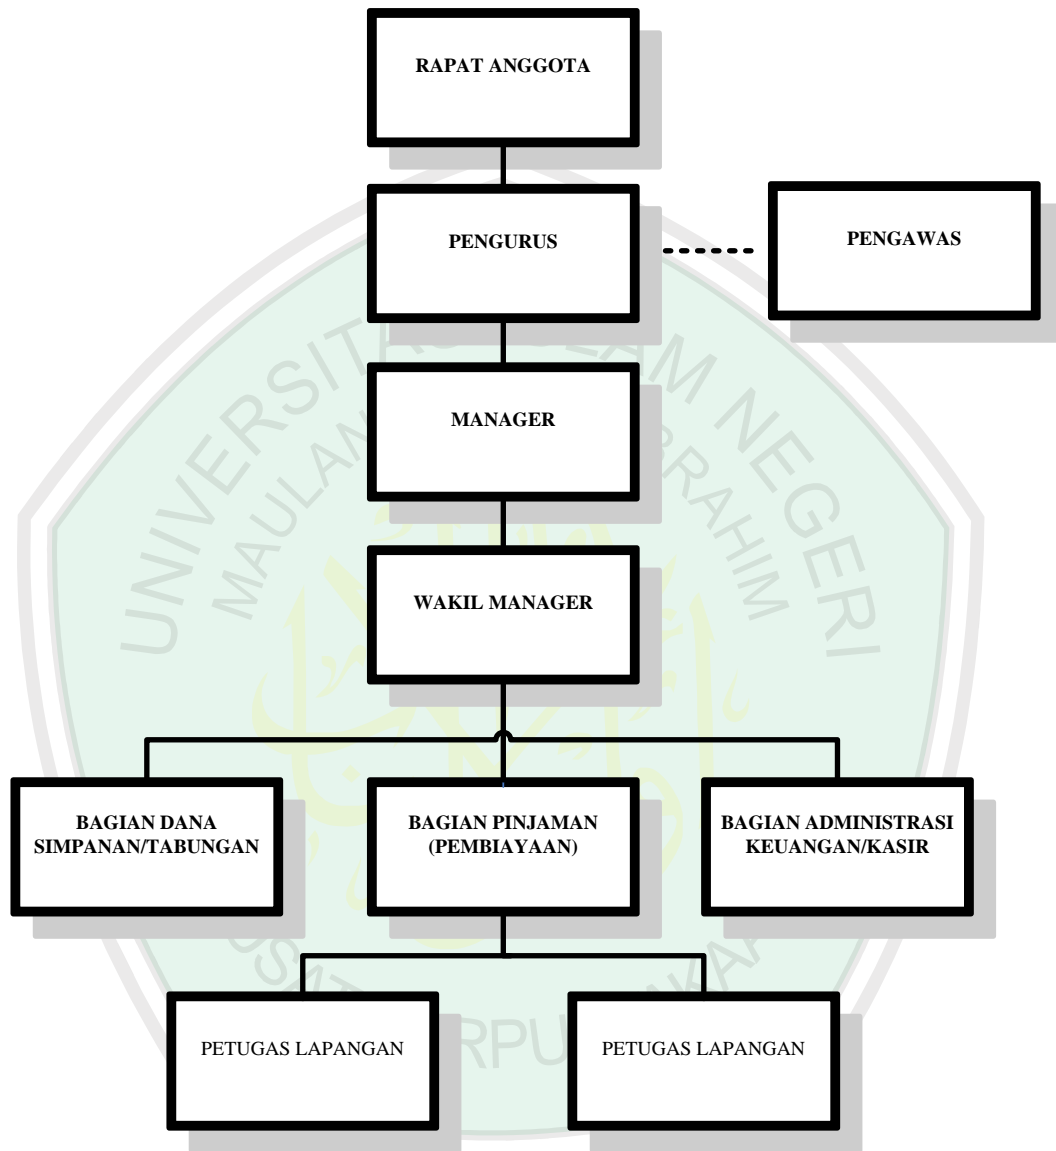 RAPAT ANGGOTA
PENGURUS
PENGAWAS
MANAGER
WAKIL MANAGER
BAGIAN DANA
SIMPANAN/TABUNGAN
BAGIAN PINJAMAN
(PEMBIAYAAN)
BAGIAN ADMINISTRASI
KEUANGAN/KASIR
PETUGAS LAPANGAN
PETUGAS LAPANGAN
NEGERI